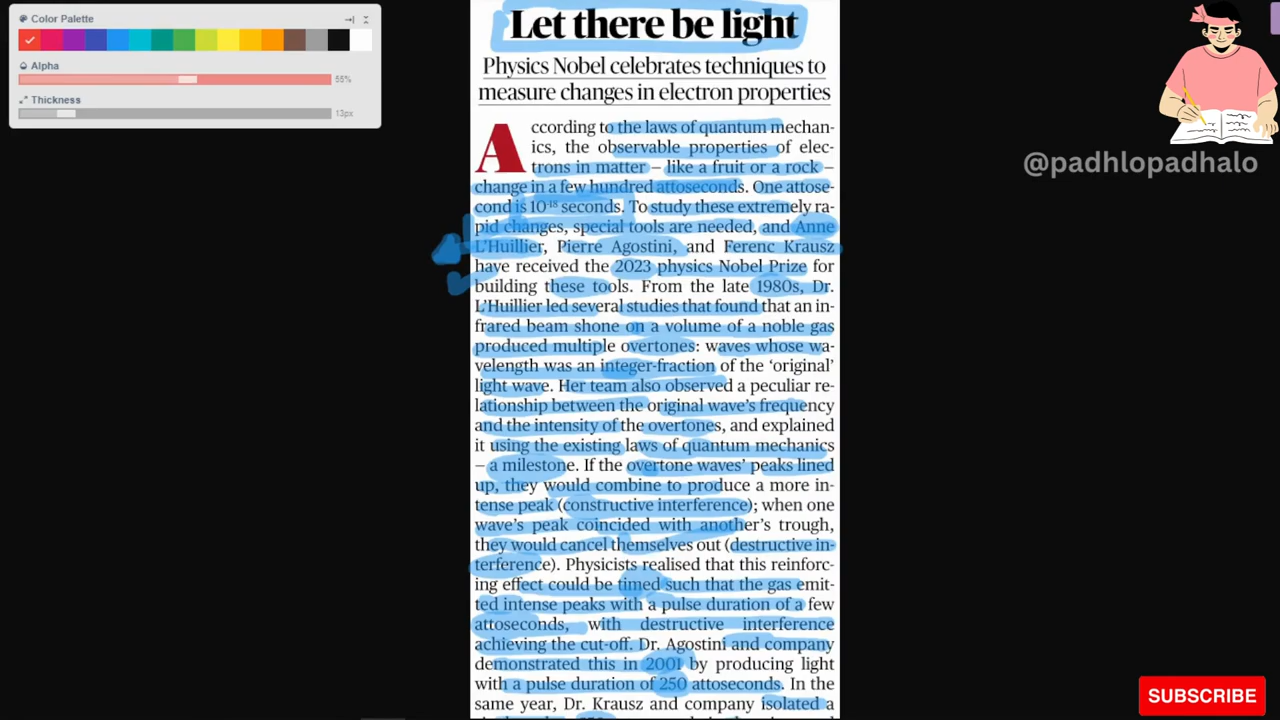 Color Palette
Alpha
55%
Thickness
13px
Let there be light
Physics Nobel celebrates techniques to
measure changes in electron properties
According to the laws of quantum mechan-
ics, the observable properties of elec-
trons in matter – like a fruit or a rock –
change in a few hundred attoseconds. One attose-
cond is 10⁻¹⁸ seconds. To study these extremely ra-
pid changes, special tools are needed, and Anne
L'Huillier, Pierre Agostini, and Ferenc Krausz
have received the 2023 physics Nobel Prize for
building these tools. From the late 1980s, Dr.
L'Huillier led several studies that found that an in-
frared beam shone on a volume of a noble gas
produced multiple overtones: waves whose wa-
velength was an integer-fraction of the 'original'
light wave. Her team also observed a peculiar re-
lationship between the original wave's frequency
and the intensity of the overtones, and explained
it using the existing laws of quantum mechanics
– a milestone. If the overtone waves' peaks lined
up, they would combine to produce a more in-
tense peak (constructive interference); when one
wave's peak coincided with another's trough,
they would cancel themselves out (destructive in-
terference). Physicists realised that this reinforc-
ing effect could be timed such that the gas emit-
ted intense peaks with a pulse duration of a few
attoseconds, with destructive interference
achieving the cut-off. Dr. Agostini and company
demonstrated this in 2001 by producing light
with a pulse duration of 250 attoseconds. In the
same year, Dr. Krausz and company isolated a
@padhlopadhalo
SUBSCRIBE